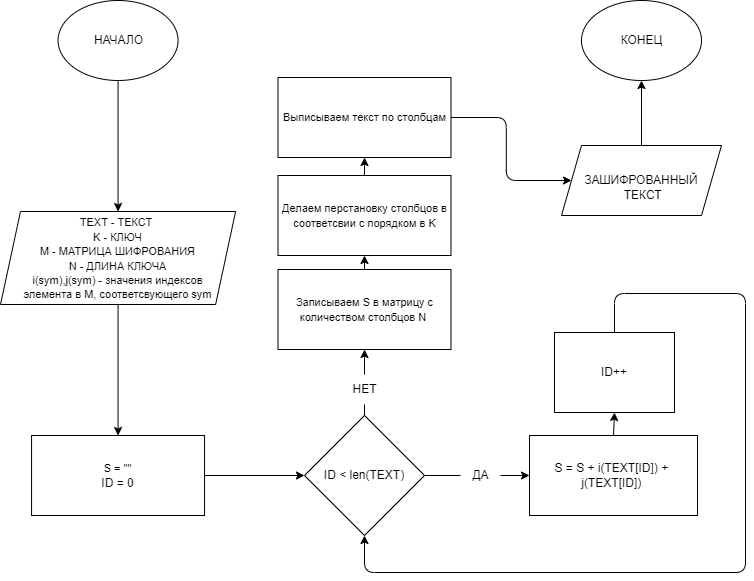 НАЧАЛО
КОНЕЦ
Выписываем текст по столбцам
ЗАШИФРОВАННЫЙ
ТЕКСТ
Делаем перстановку столбцов в
соответсии с порядком в K
TEXT - ТЕКСТ
K - КЛЮЧ
M - МАТРИЦА ШИФРОВАНИЯ
N - ДЛИНА КЛЮЧА
i(sym),j(sym) - значения индексов
элемента в M, соответсвующего sym
Записываем S в матрицу с
количеством столбцов N
НЕТ
ID++
S = ""
ID = 0
ID < len(TEXT)
ДА
S = S + i(TEXT[ID]) +
j(TEXT[ID])